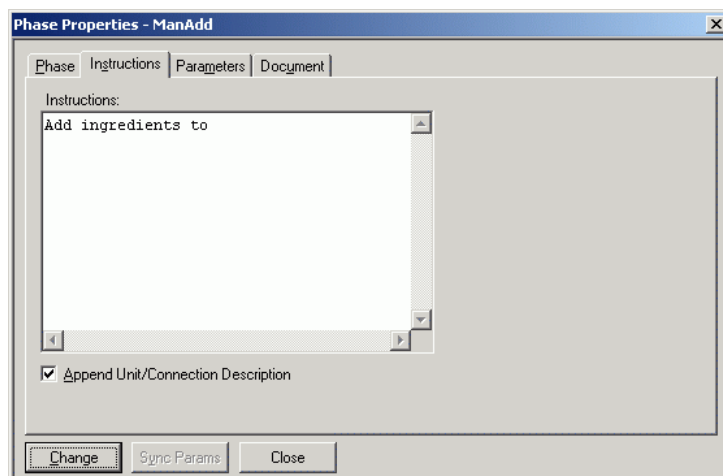 Phase Properties - ManAdd
Phase Instructions Parameters Document
Instructions:
Add ingredients to
Append Unit/Connection Description
Change Sync Params Close